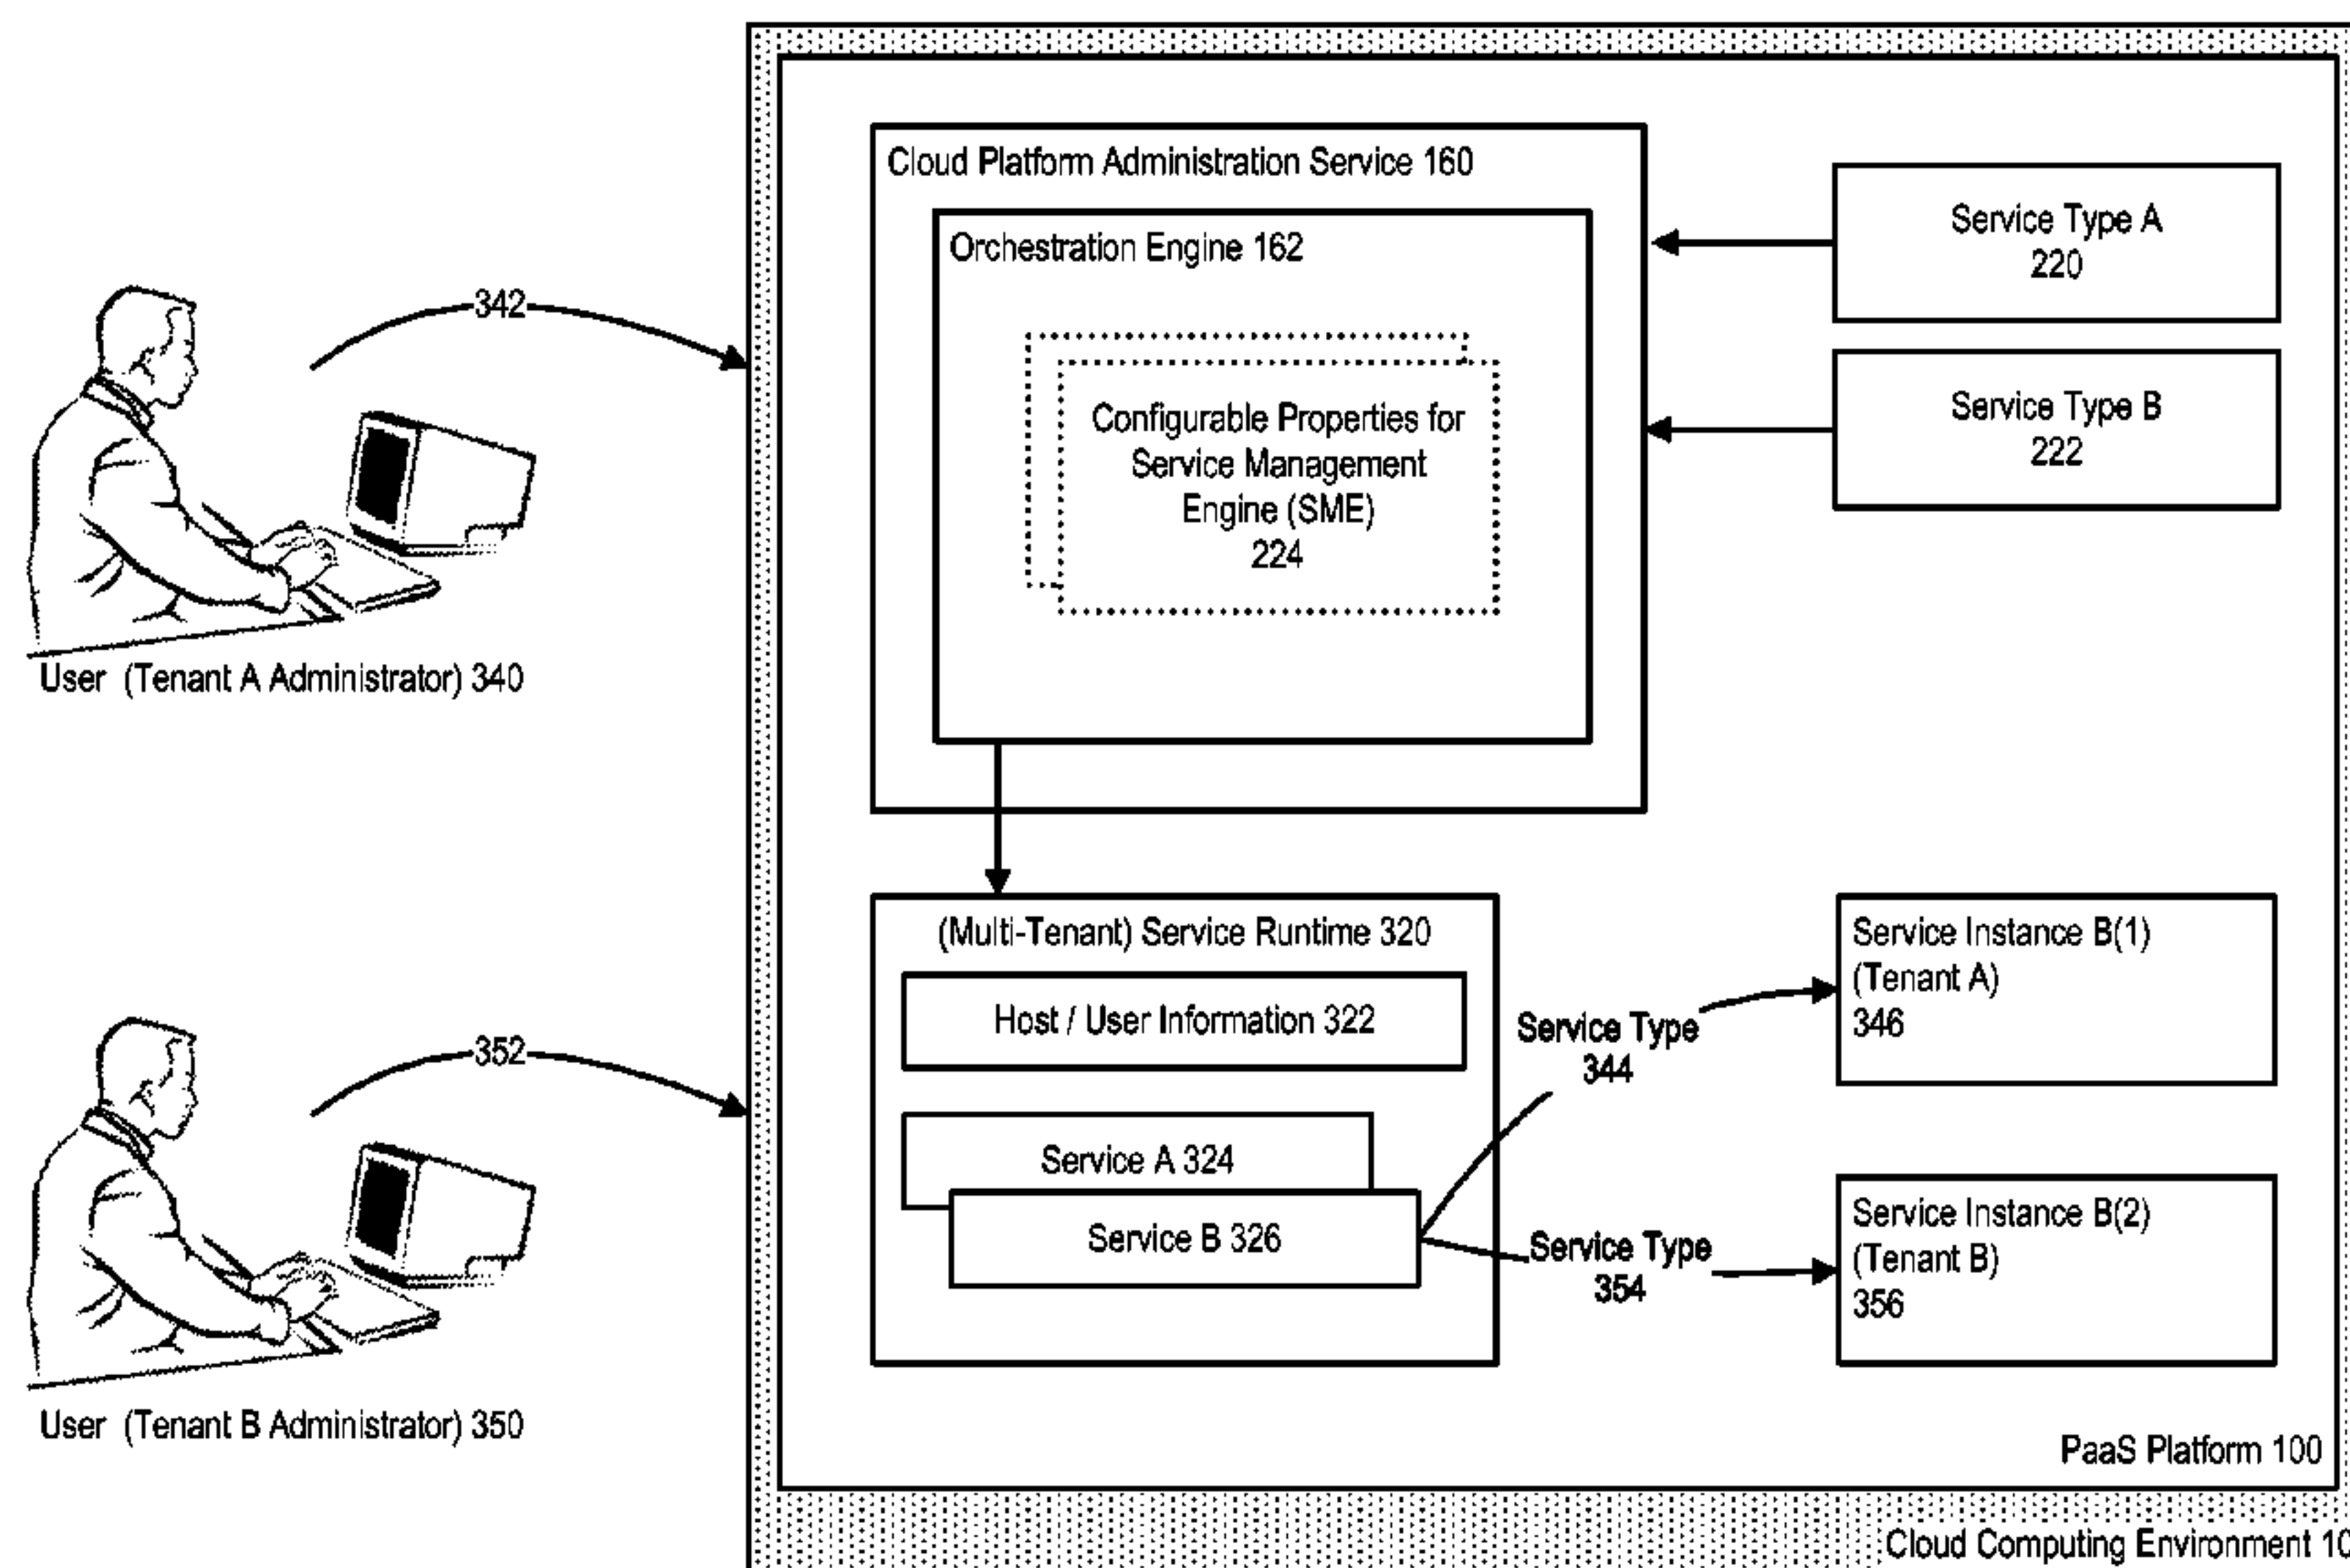 Cloud Platform Administration Service 160
Orchestration Engine 162
Configurable Properties for
Service Management
Engine (SME)
224
Service Type A
220
Service Type B
222
342
User (Tenant A Administrator) 340
(Multi-Tenant) Service Runtime 320
Host / User Information 322
Service A 324
Service B 326
Service Type
344
Service Type
354
Service Instance B(1)
(Tenant A)
346
Service Instance B(2)
(Tenant B)
356
352
User (Tenant B Administrator) 350
PaaS Platform 100
Cloud Computing Environment